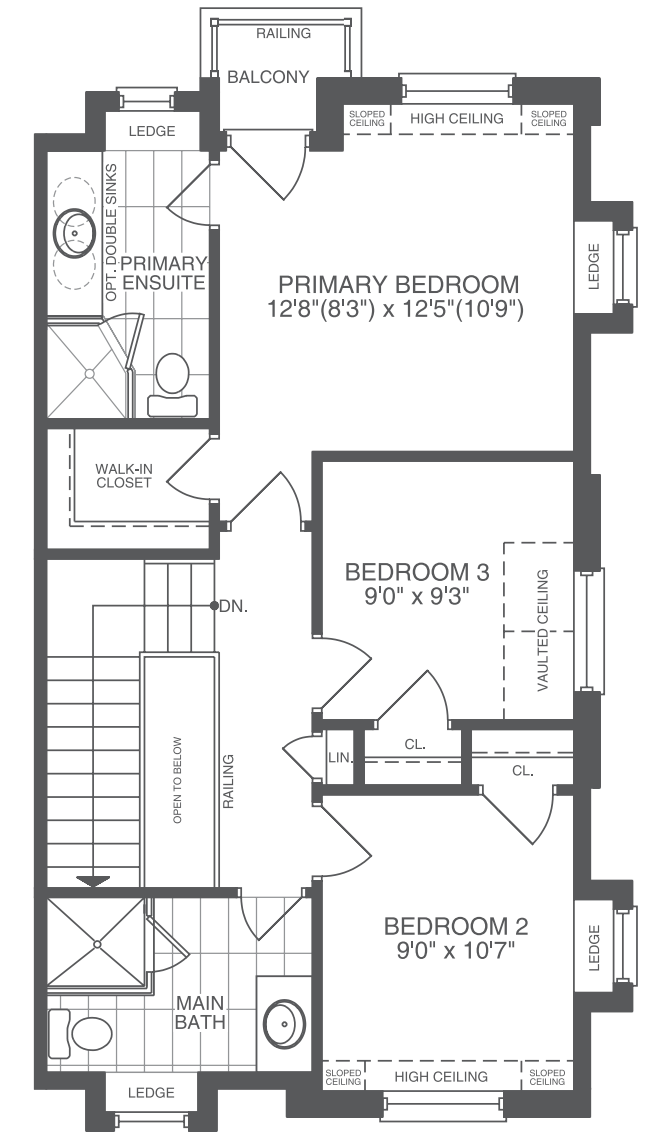 RAILING
BALCONY
LEDGE
SLOPED
CEILING
HIGH CEILING
SLOPED
CEILING
OPT. DOUBLE SINKS
PRIMARY
ENSUITE
LEDGE
PRIMARY BEDROOM
12'8"(8'3") x 12'5"(10'9")
WALK-IN
CLOSET
BEDROOM 3
9'0" x 9'3"
VAULTED CEILING
DN.
OPEN TO BELOW
RAILING
LIN.
CL.
CL.
BEDROOM 2
9'0" x 10'7"
LEDGE
MAIN
BATH
SLOPED
CEILING
HIGH CEILING
SLOPED
CEILING
LEDGE